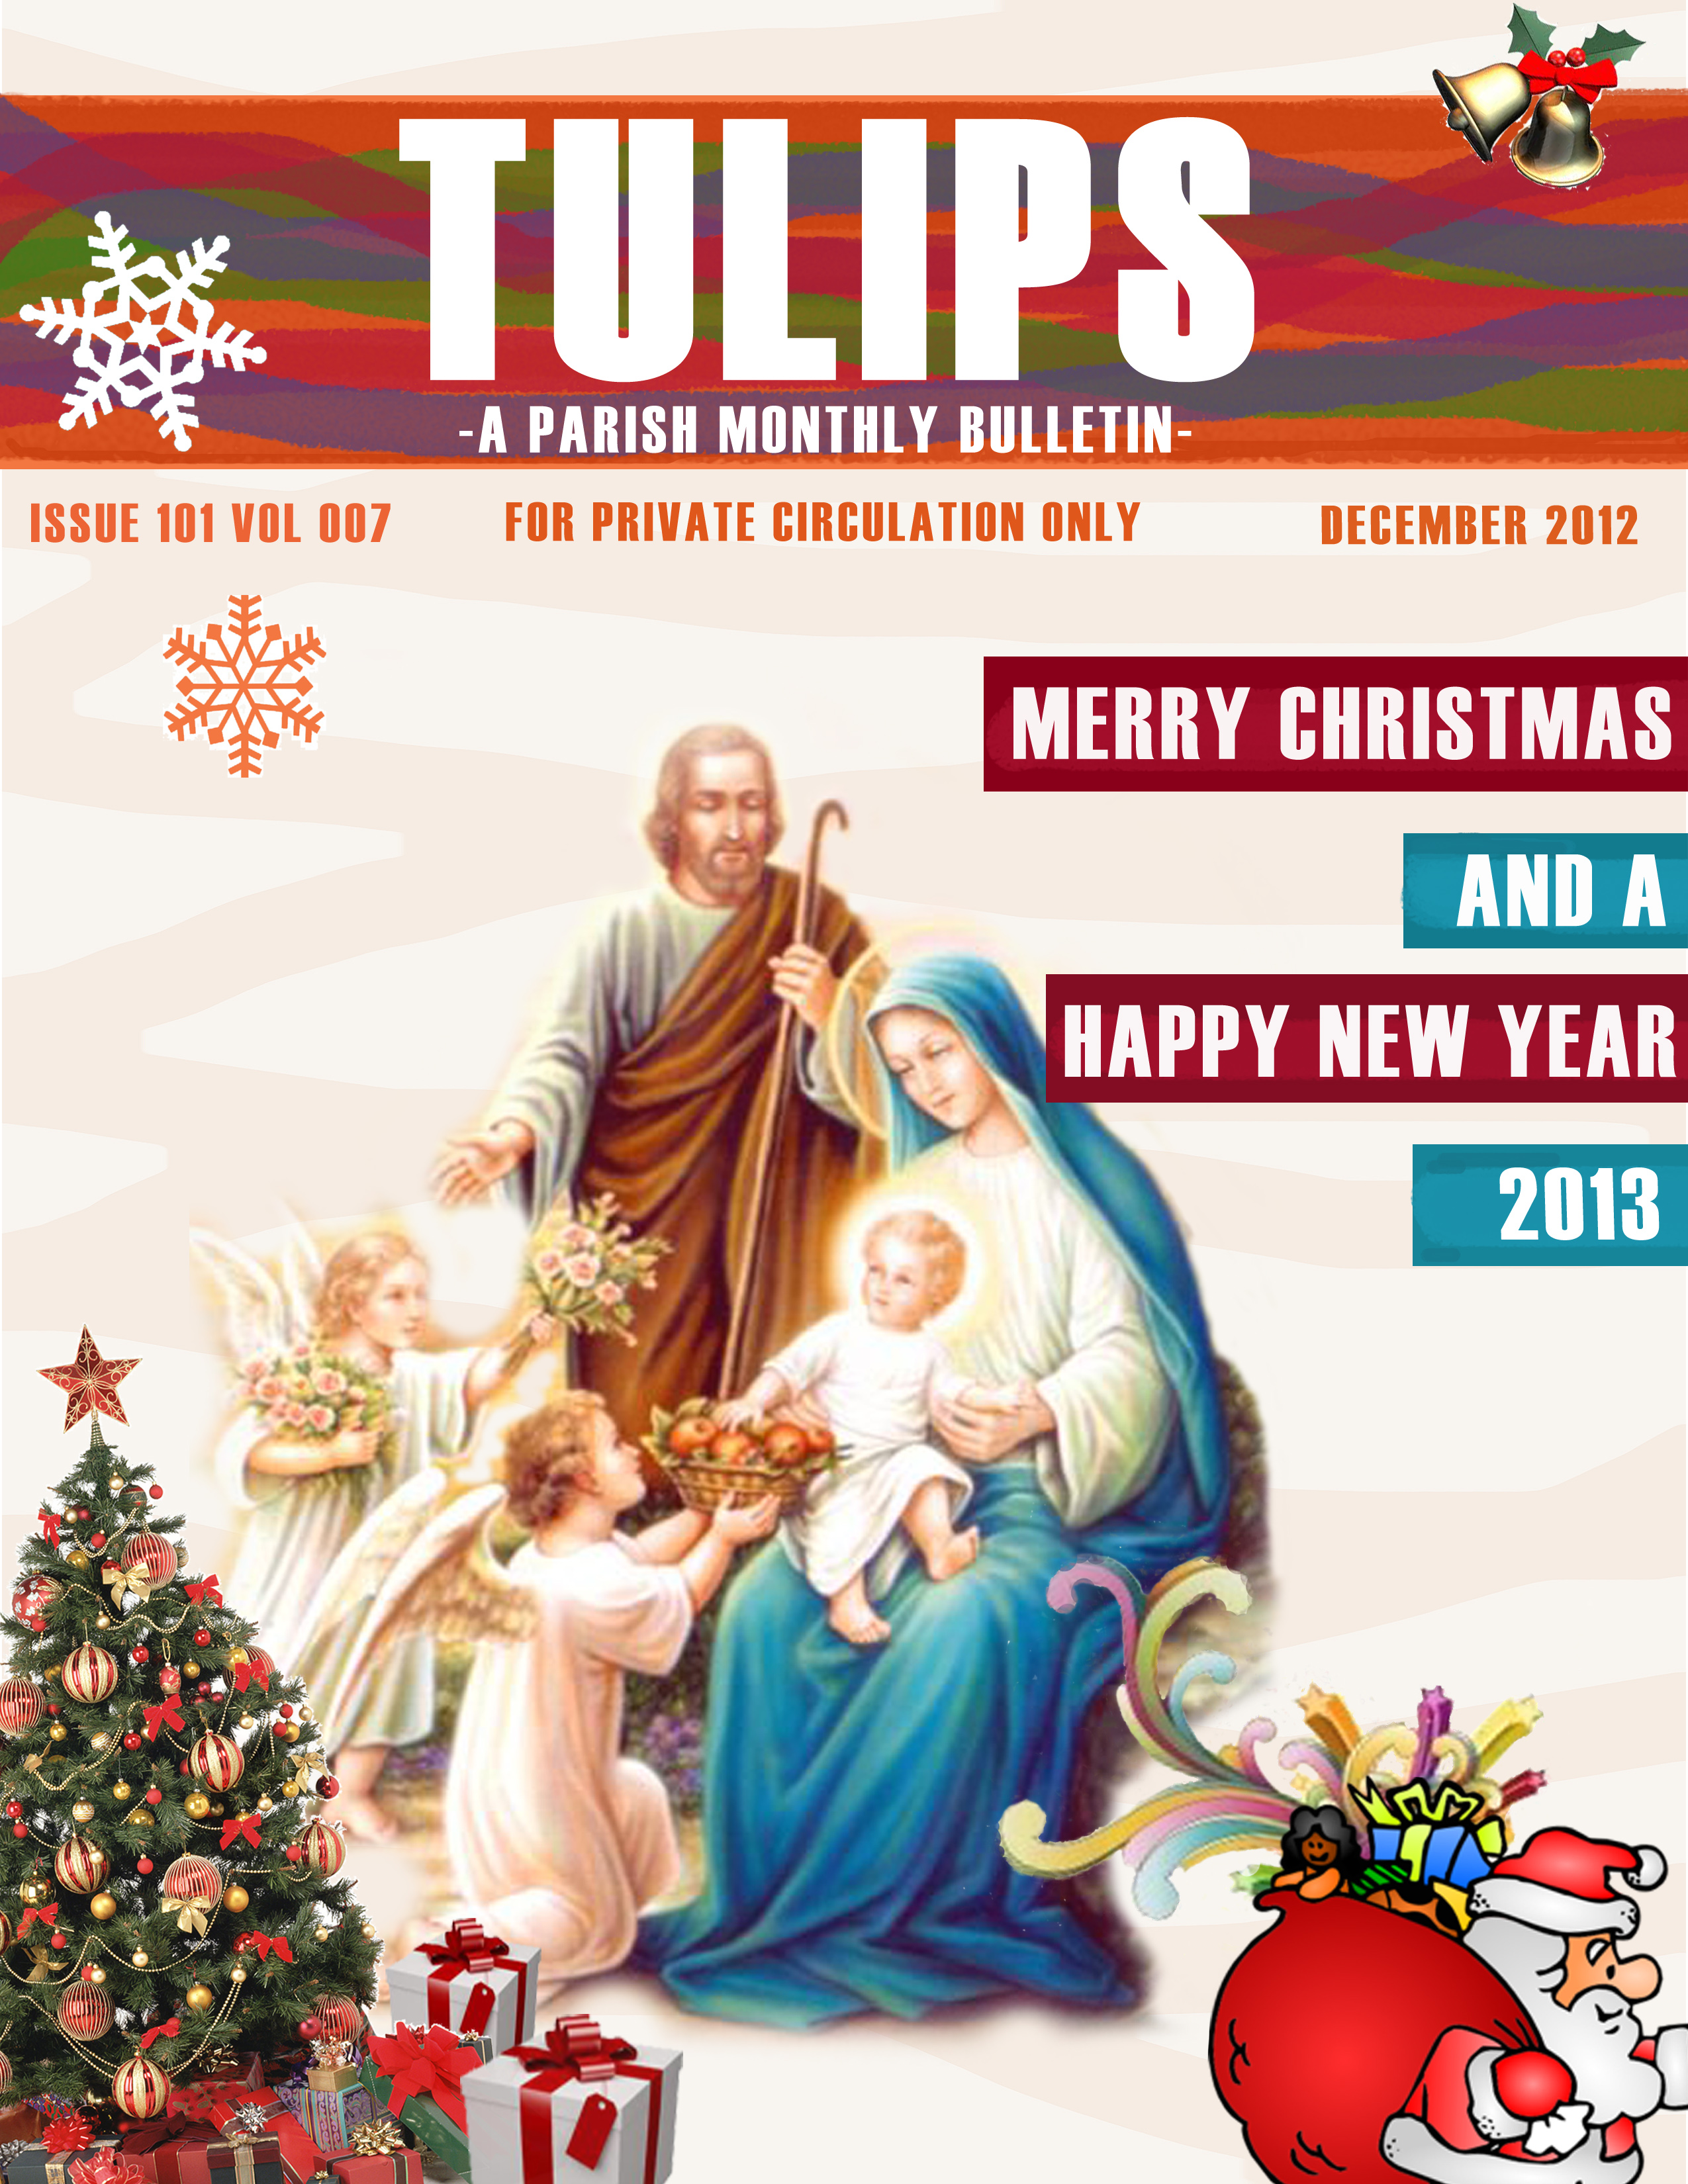 TULIPS
-A PARISH MONTHLY BULLETIN-
ISSUE 101 VOL 007 FOR PRIVATE CIRCULATION ONLY DECEMBER 2012
MERRY CHRISTMAS
AND A
HAPPY NEW YEAR
2013